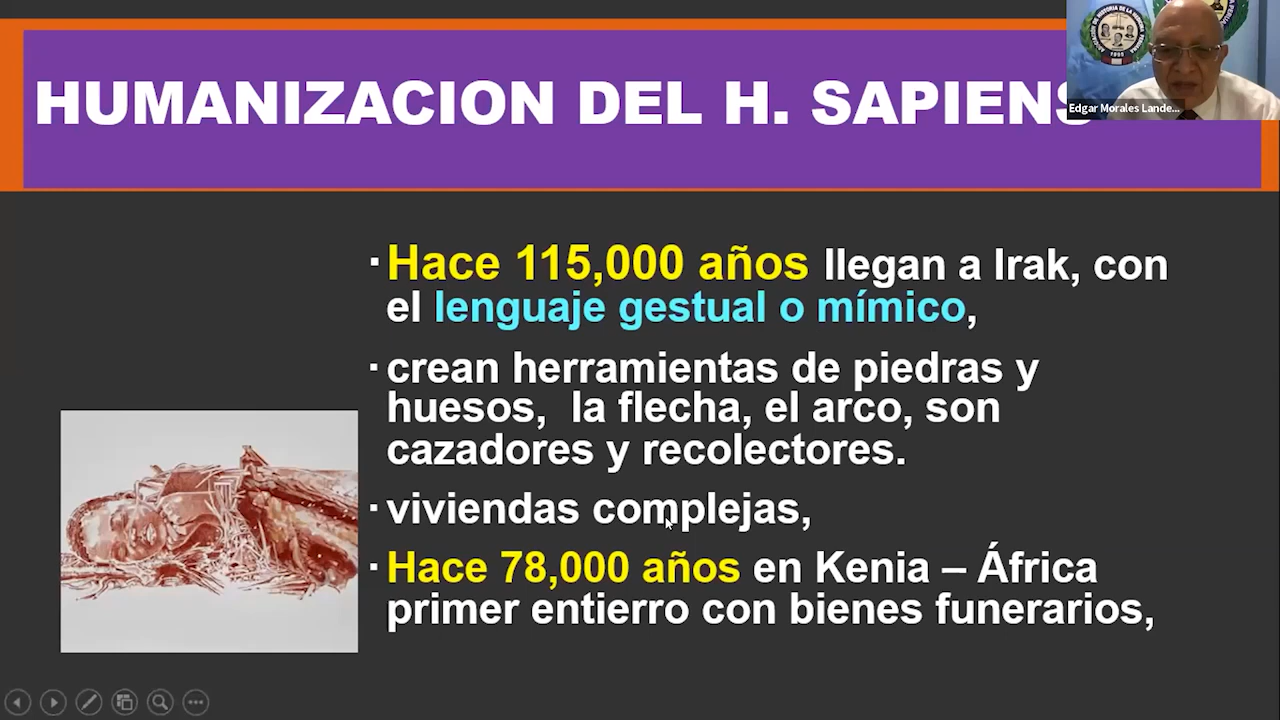 HUMANIZACION DEL H. SAPIENS
Edgar Morales Lande...
· Hace 115,000 años llegan a Irak, con
el lenguaje gestual o mímico,
· crean herramientas de piedras y
huesos, la flecha, el arco, son
cazadores y recolectores.
· viviendas complejas,
· Hace 78,000 años en Kenia – África
primer entierro con bienes funerarios,